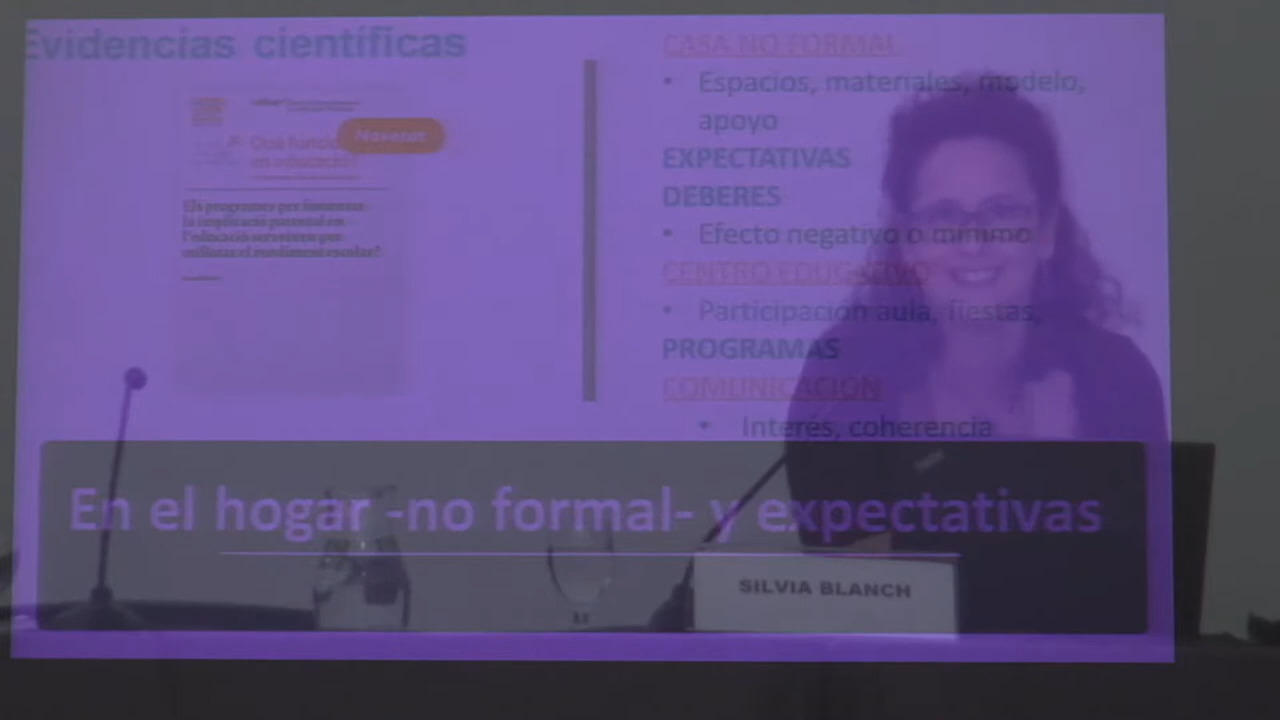 Evidencias científicas
Novetat
Què funciona
en educació?
Els programes per fomentar
la implicació parental en
l'educació serveixen per
millorar el rendiment escolar?
CASA NO FORMAL
• Espacios, materiales, modelo,
apoyo
EXPECTATIVAS
DEBERES
• Efecto negativo o mínimo
CENTRO EDUCATIVO
• Participación aula, fiestas,
PROGRAMAS
COMUNICACION
• Interés, coherencia
En el hogar -no formal- y expectativas
SILVIA BLANCH